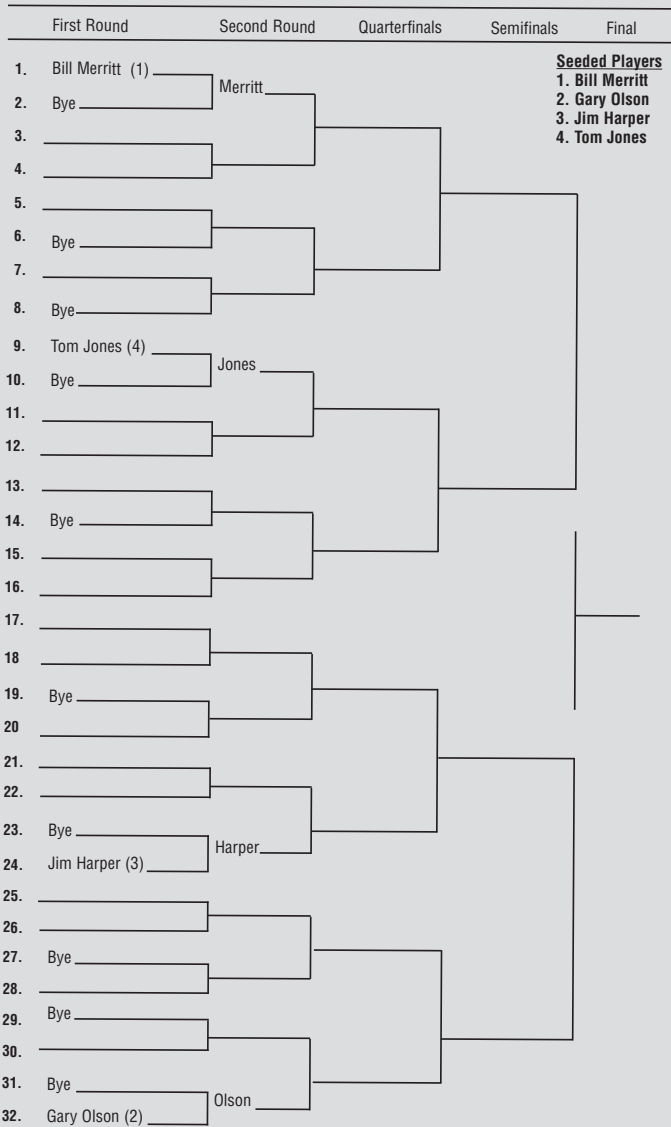 First Round Second Round Quarterfinals Semifinals Final
Seeded Players
1. Bill Merritt
2. Gary Olson
3. Jim Harper
4. Tom Jones
1. Bill Merritt (1)
Merritt
2. Bye
3.
4.
5.
6. Bye
7.
8. Bye
9. Tom Jones (4)
Jones
10. Bye
11.
12.
13.
14. Bye
15.
16.
17.
18
19. Bye
20
21.
22.
23. Bye
Harper
24. Jim Harper (3)
25.
26.
27. Bye
28.
29. Bye
30.
31. Bye
Olson
32. Gary Olson (2)